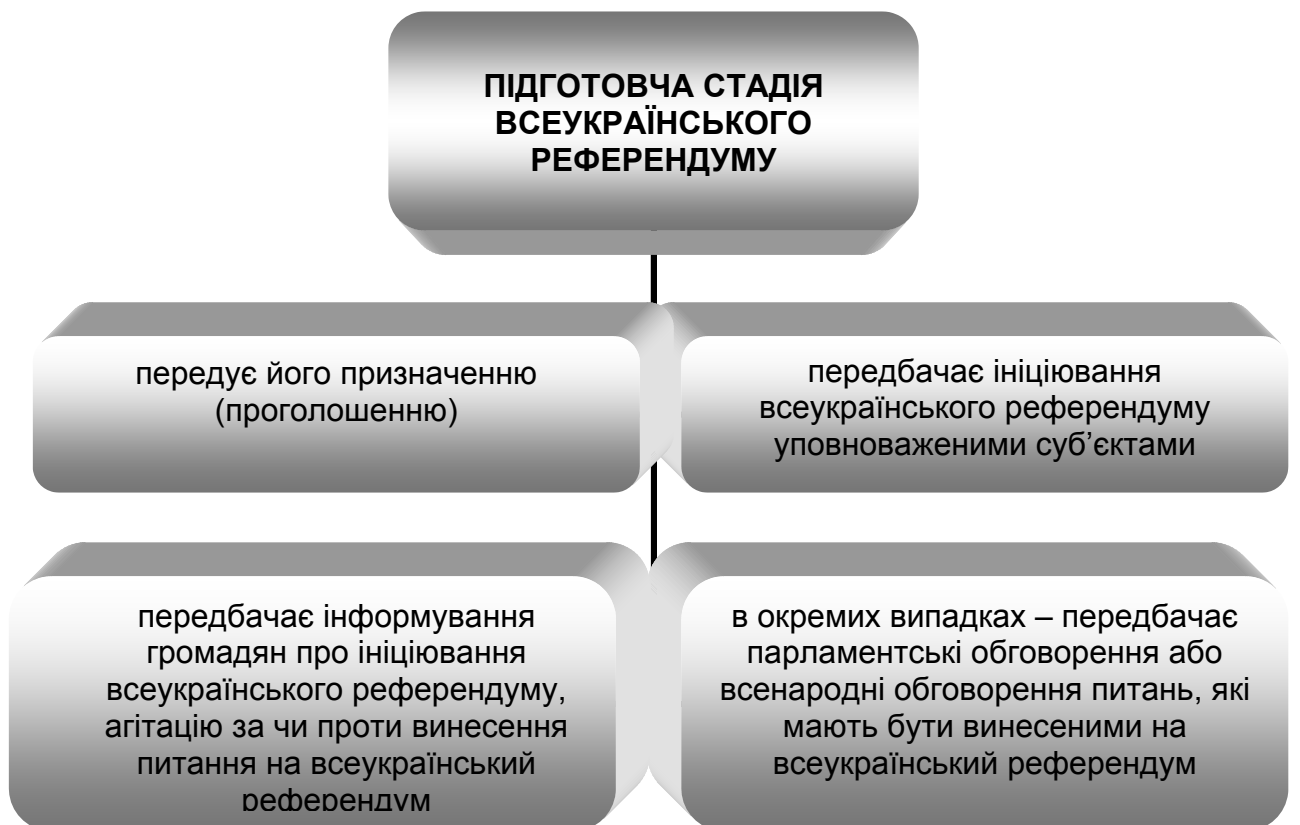 ПІДГОТОВЧА СТАДІЯ
ВСЕУКРАЇНСЬКОГО
РЕФЕРЕНДУМУ
передує його призначенню
(проголошенню)
передбачає ініціювання
всеукраїнського референдуму
уповноваженими суб’єктами
передбачає інформування
громадян про ініціювання
всеукраїнського референдуму,
агітацію за чи проти винесення
питання на всеукраїнський
референдум
в окремих випадках – передбачає
парламентські обговорення або
всенародні обговорення питань, які
мають бути винесеними на
всеукраїнський референдум